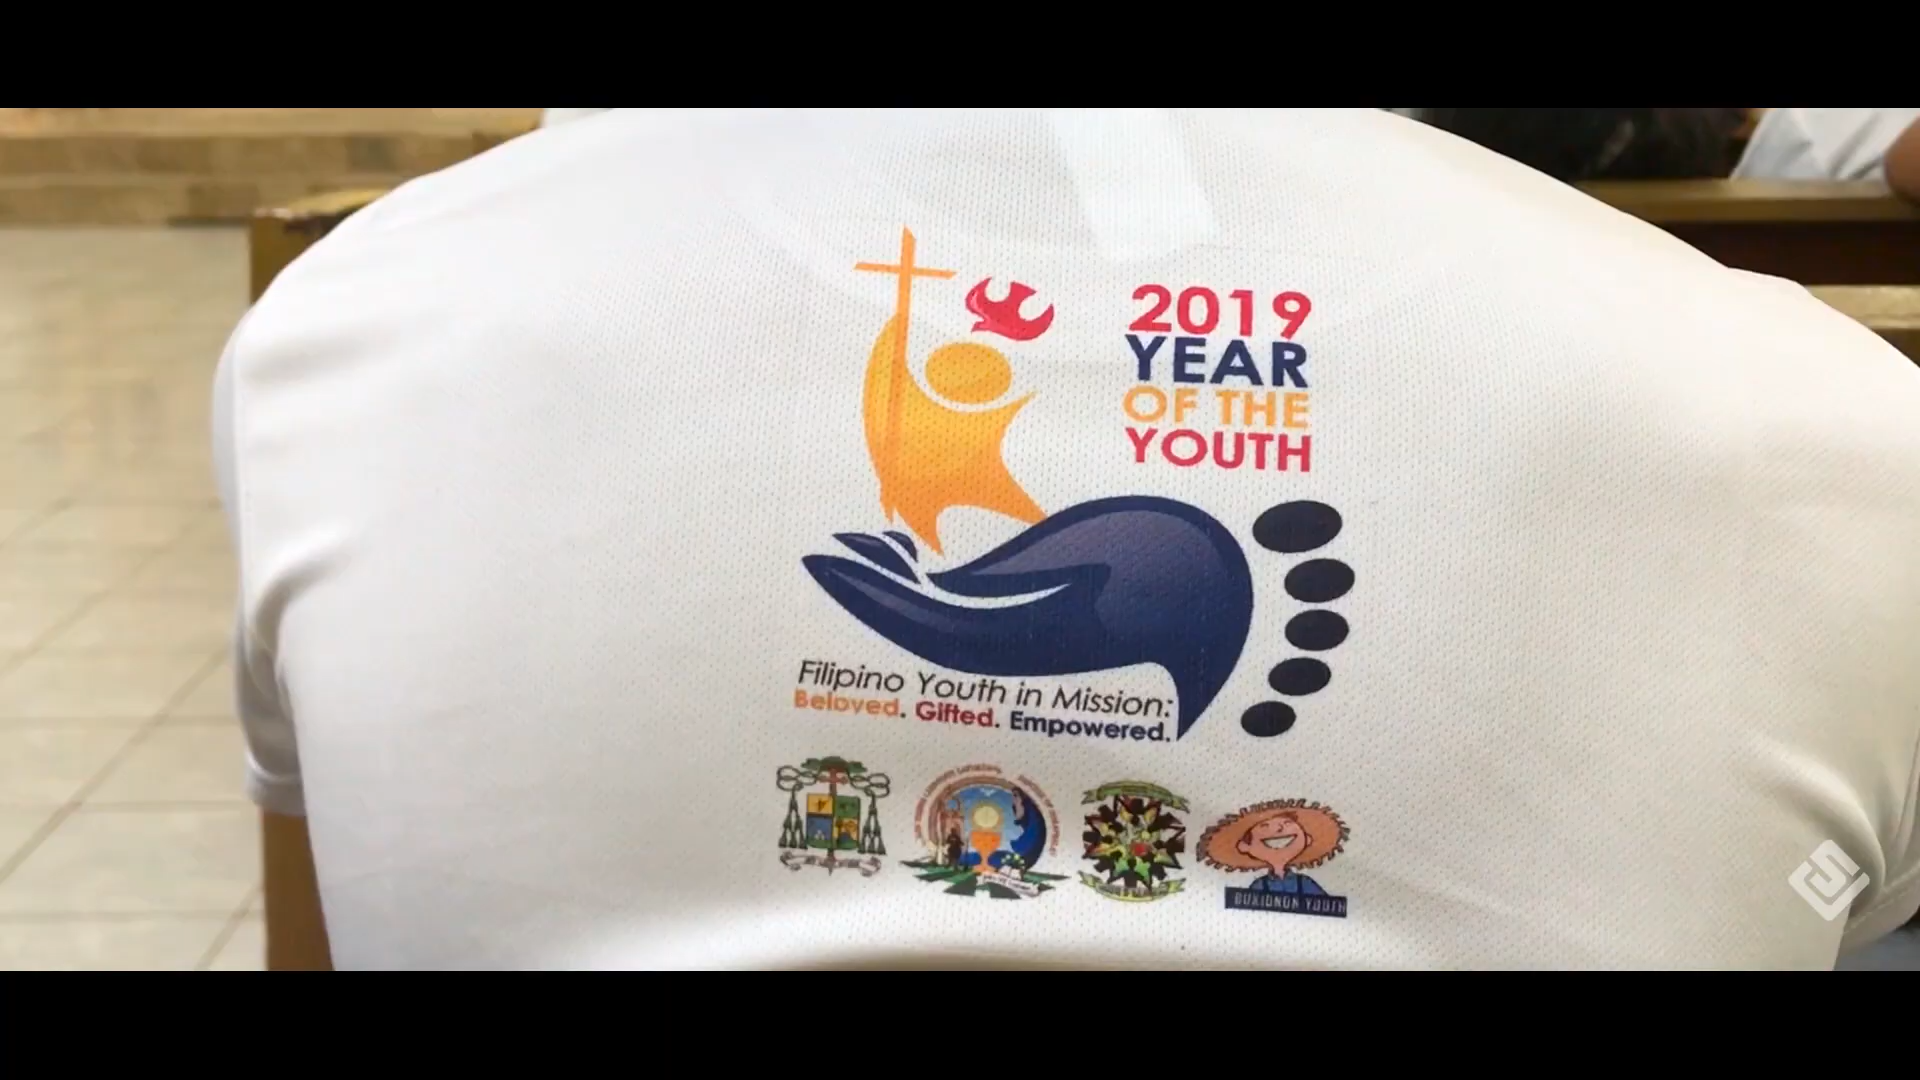 2019
YEAR
OF THE
YOUTH
Filipino Youth in Mission:
Beloved. Gifted. Empowered.
BUKIDNON YOUTH